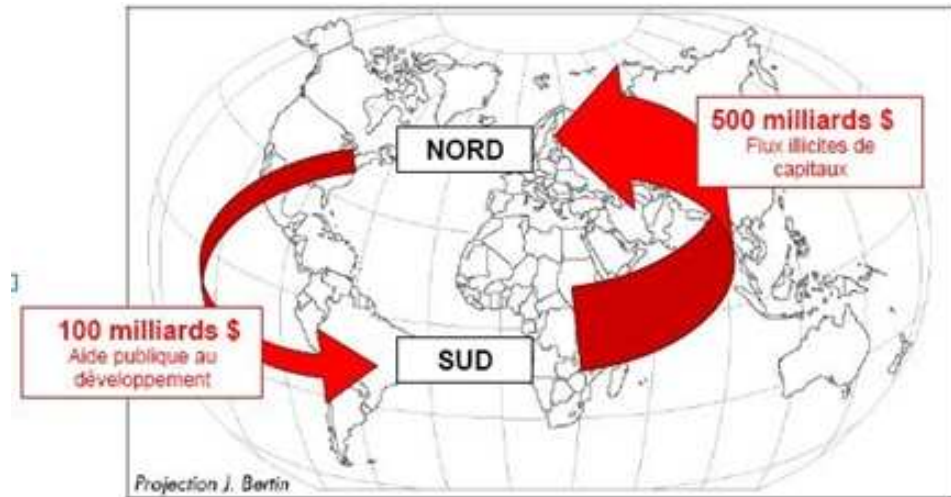 NORD
500 milliards $
Flux illicites de
capitaux
100 milliards $
Aide publique au
développement
SUD
Projection J. Bertin